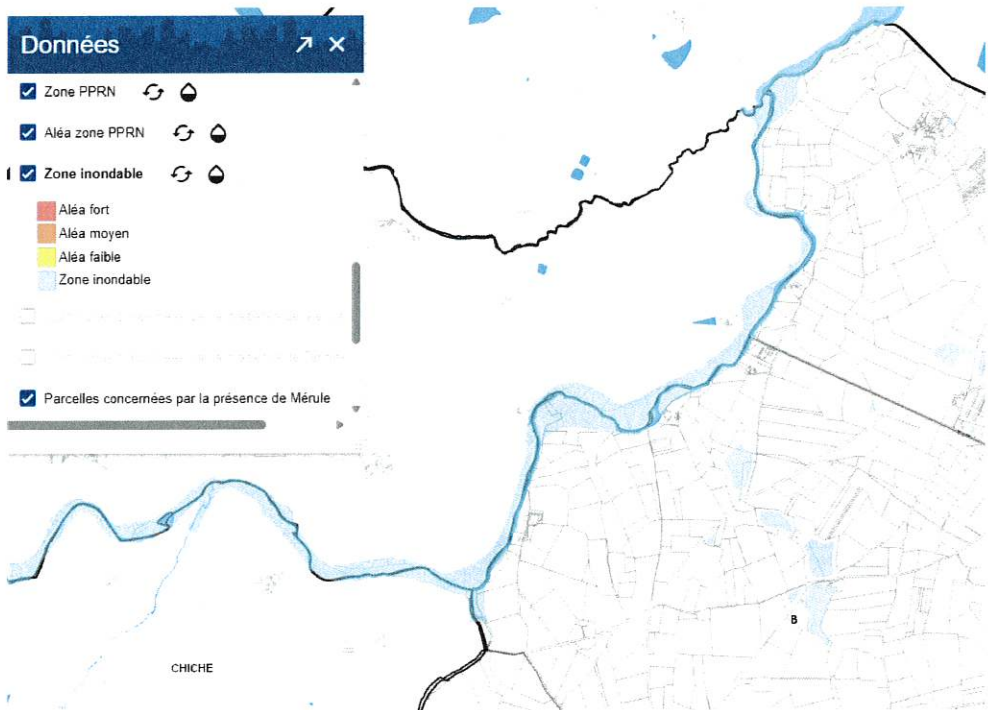 Données
Zone PPRN
Aléa zone PPRN
Zone inondable
Aléa fort
Aléa moyen
Aléa faible
Zone inondable
Parcelles concernées par la présence de Mérule
B
CHICHE